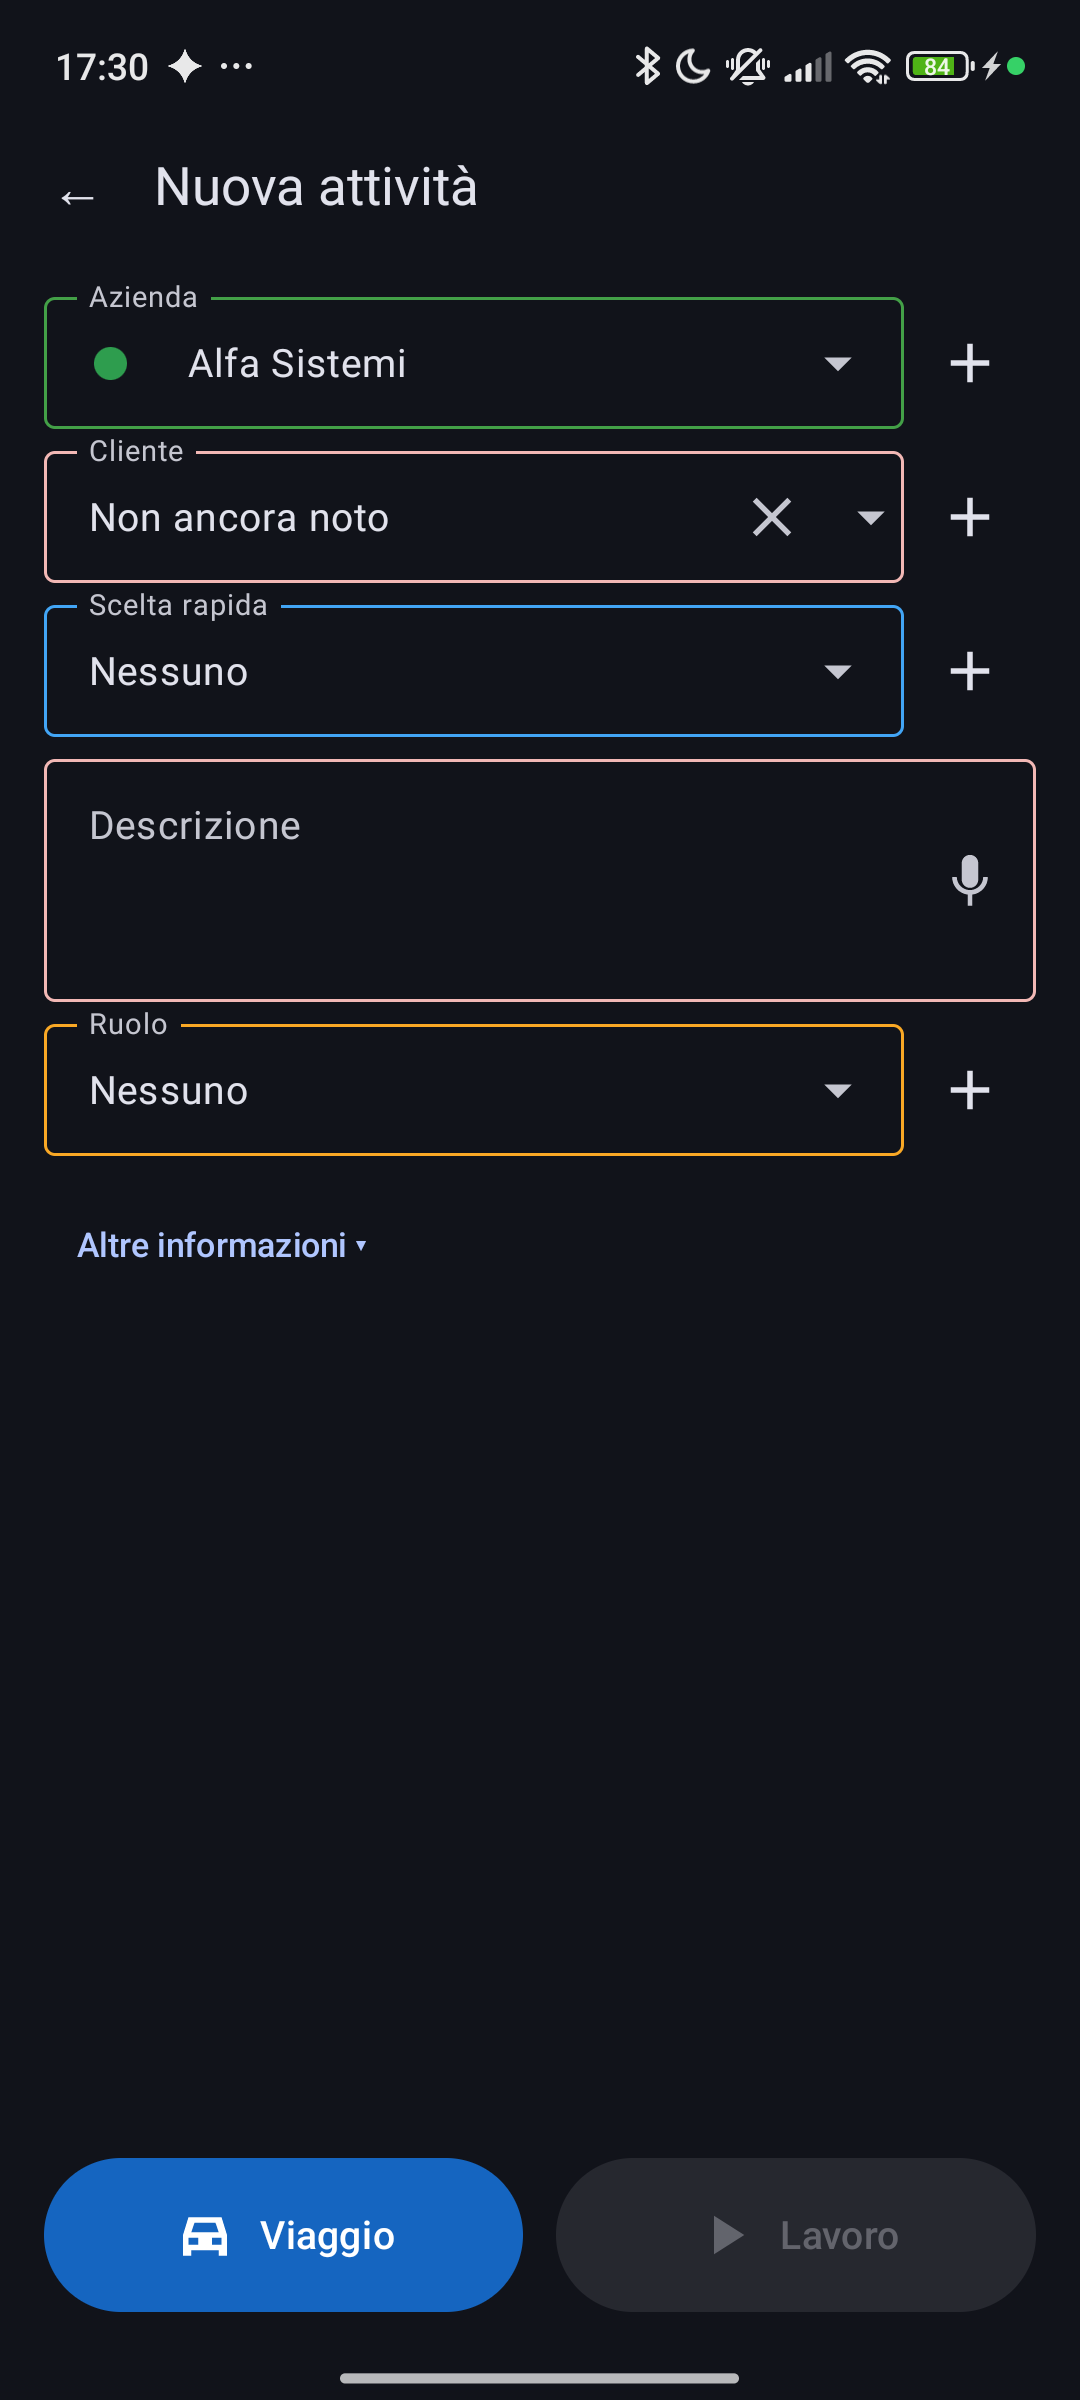 17:30
84
Nuova attività
Azienda
Alfa Sistemi
Cliente
Non ancora noto
Scelta rapida
Nessuno
Descrizione
Ruolo
Nessuno
Altre informazioni
Viaggio
Lavoro